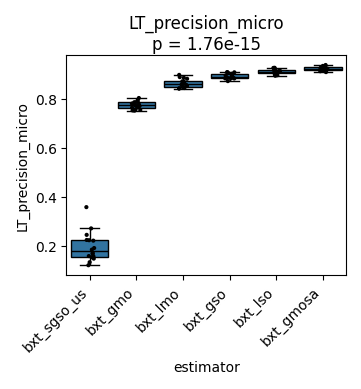 LT_precision_micro
p = 1.76e-15
LT_precision_micro
0.8
0.6
0.4
0.2
bxt_sgso_us
bxt_gmo
bxt_lmo
bxt_gso
bxt_lso
bxt_gmosa
estimator